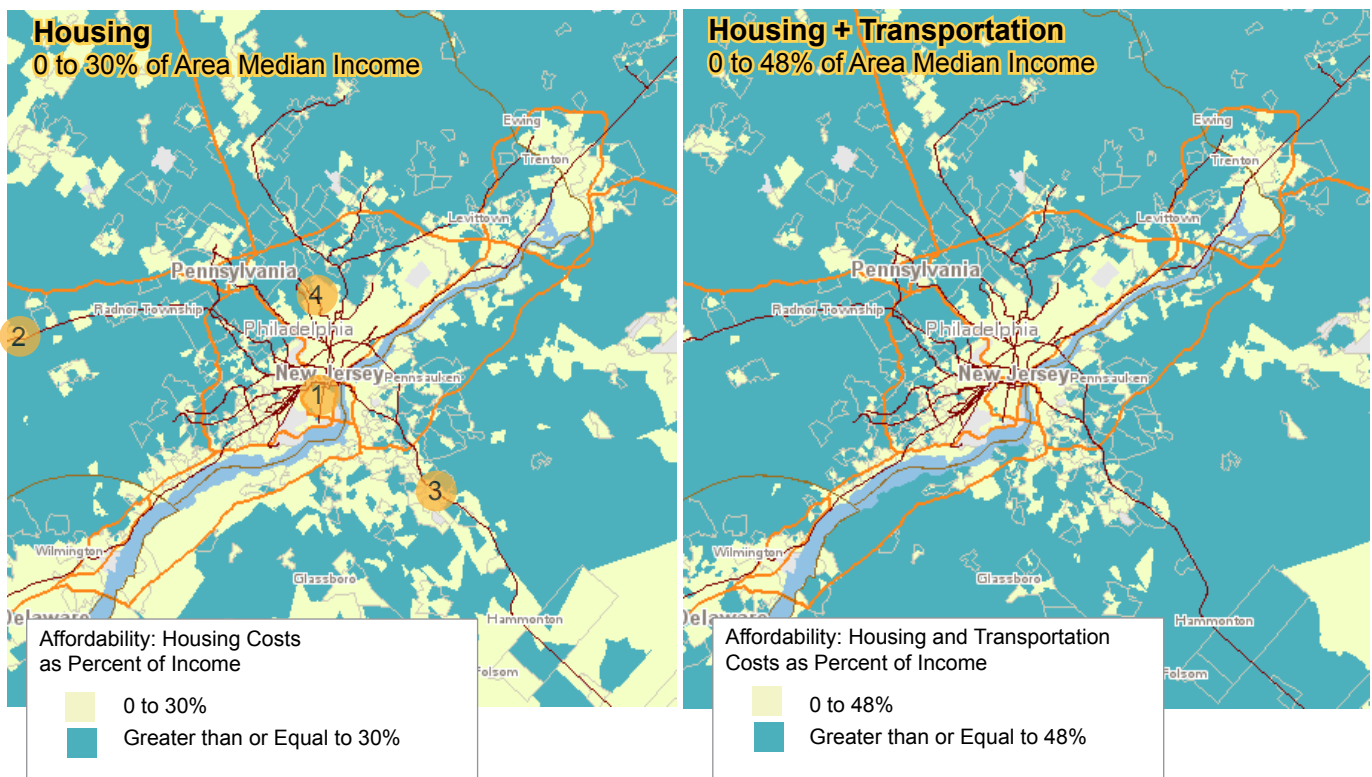 Housing
0 to 30% of Area Median Income
Ewing
Trenton
Levittown
Pennsylvania
4
Radnor Township
2
Philadelphia
New Jersey
Pennsauken
1
3
Wilmington
Glassboro
Delaware
Hammonton
Folsom
Affordability: Housing Costs
as Percent of Income
0 to 30%
Greater than or Equal to 30%
Housing + Transportation
0 to 48% of Area Median Income
Ewing
Trenton
Levittown
Pennsylvania
Radnor Township
Philadelphia
New Jersey
Pennsauken
Wilmington
Glassboro
Delaware
Hammonton
Folsom
Affordability: Housing and Transportation
Costs as Percent of Income
0 to 48%
Greater than or Equal to 48%